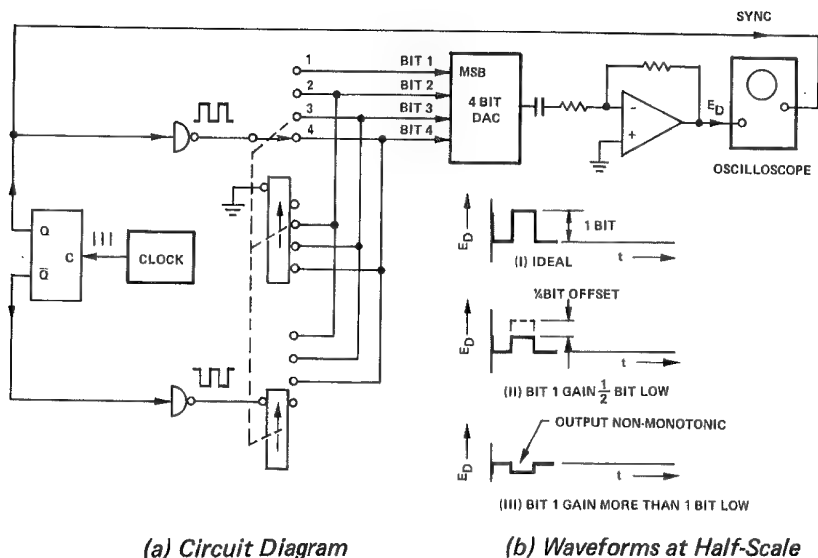 SYNC
1
2
3
4
BIT 1
BIT 2
BIT 3
BIT 4
MSB
4 BIT
DAC
-
+
E_D
OSCILLOSCOPE
Q
Q̅
C
CLOCK
E_D
1 BIT
t
(I) IDEAL
½BIT OFFSET
E_D
t
(II) BIT 1 GAIN 1/2 BIT LOW
OUTPUT NON-MONOTONIC
E_D
t
(III) BIT 1 GAIN MORE THAN 1 BIT LOW
(a) Circuit Diagram
(b) Waveforms at Half-Scale